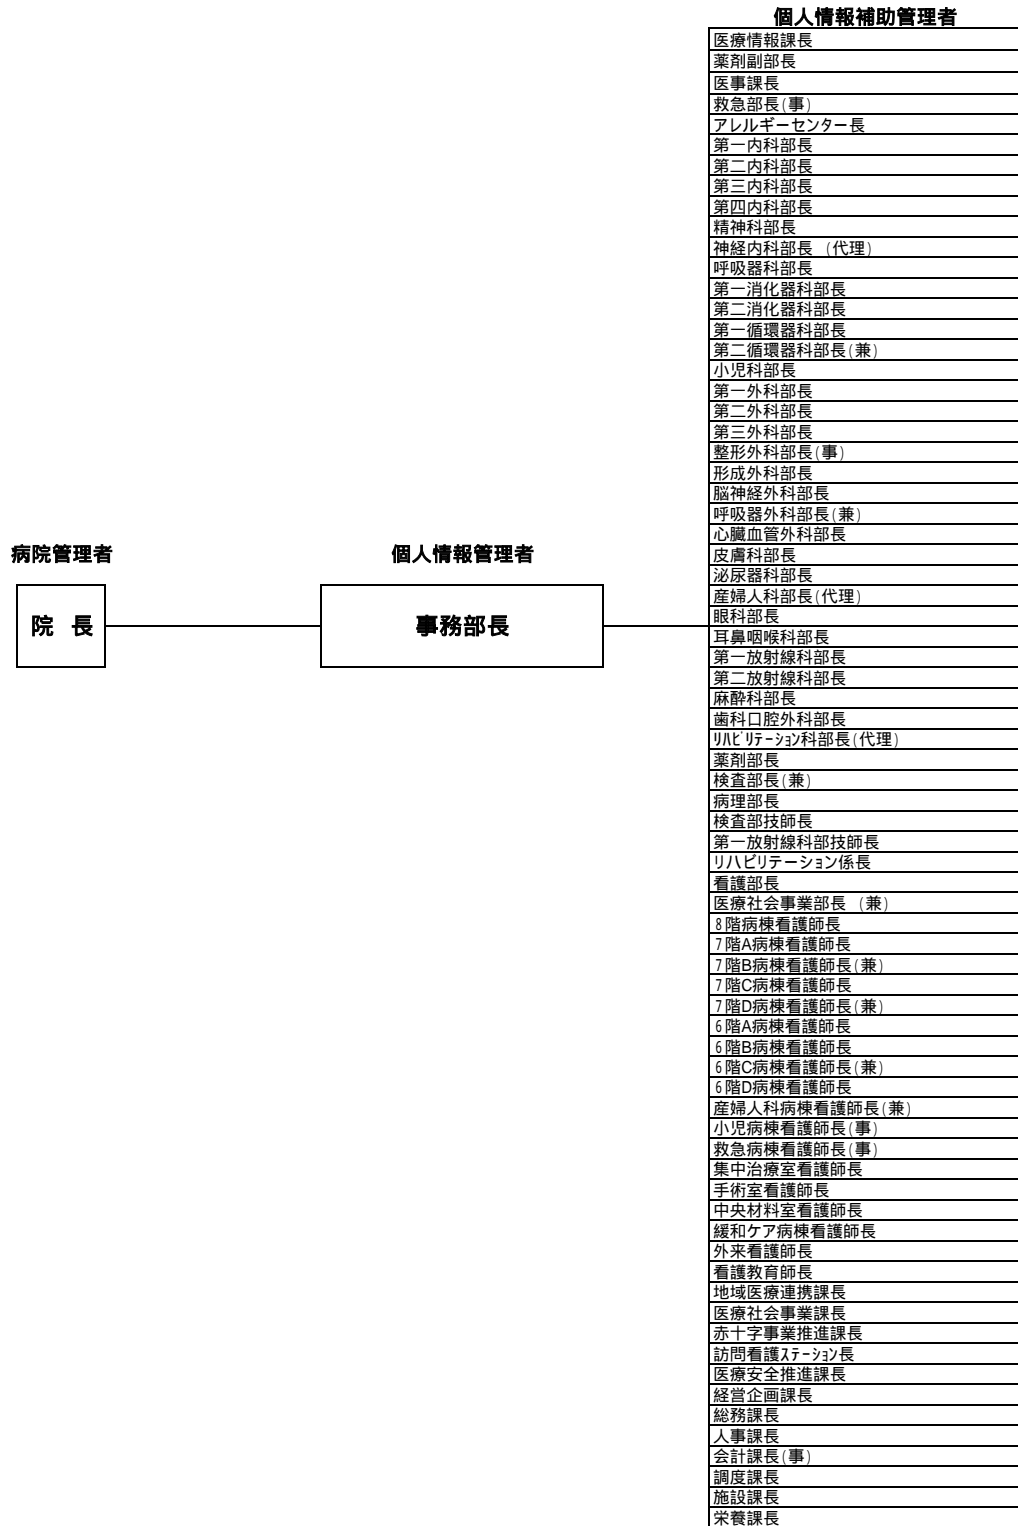 個人情報補助管理者
医療情報課長
薬剤副部長
医事課長
救急部長(事)
アレルギーセンター長
第一内科部長
第二内科部長
第三内科部長
第四内科部長
精神科部長
神経内科部長 (代理)
呼吸器科部長
第一消化器科部長
第二消化器科部長
第一循環器科部長
第二循環器科部長(兼)
小児科部長
第一外科部長
第二外科部長
第三外科部長
整形外科部長(事)
形成外科部長
脳神経外科部長
呼吸器外科部長(兼)
心臓血管外科部長
皮膚科部長
泌尿器科部長
産婦人科部長(代理)
眼科部長
耳鼻咽喉科部長
第一放射線科部長
第二放射線科部長
麻酔科部長
歯科口腔外科部長
ﾘﾊﾋﾞﾘﾃｰｼｮﾝ科部長(代理)
薬剤部長
検査部長(兼)
病理部長
検査部技師長
第一放射線科部技師長
リハビリテーション係長
看護部長
医療社会事業部長 (兼)
8階病棟看護師長
7階A病棟看護師長
7階B病棟看護師長(兼)
7階C病棟看護師長
7階D病棟看護師長(兼)
6階A病棟看護師長
6階B病棟看護師長
6階C病棟看護師長(兼)
6階D病棟看護師長
産婦人科病棟看護師長(兼)
小児病棟看護師長(事)
救急病棟看護師長(事)
集中治療室看護師長
手術室看護師長
中央材料室看護師長
緩和ケア病棟看護師長
外来看護師長
看護教育師長
地域医療連携課長
医療社会事業課長
赤十字事業推進課長
訪問看護ｽﾃｰｼｮﾝ長
医療安全推進課長
経営企画課長
総務課長
人事課長
会計課長(事)
調度課長
施設課長
栄養課長
病院管理者
院 長
個人情報管理者
事務部長